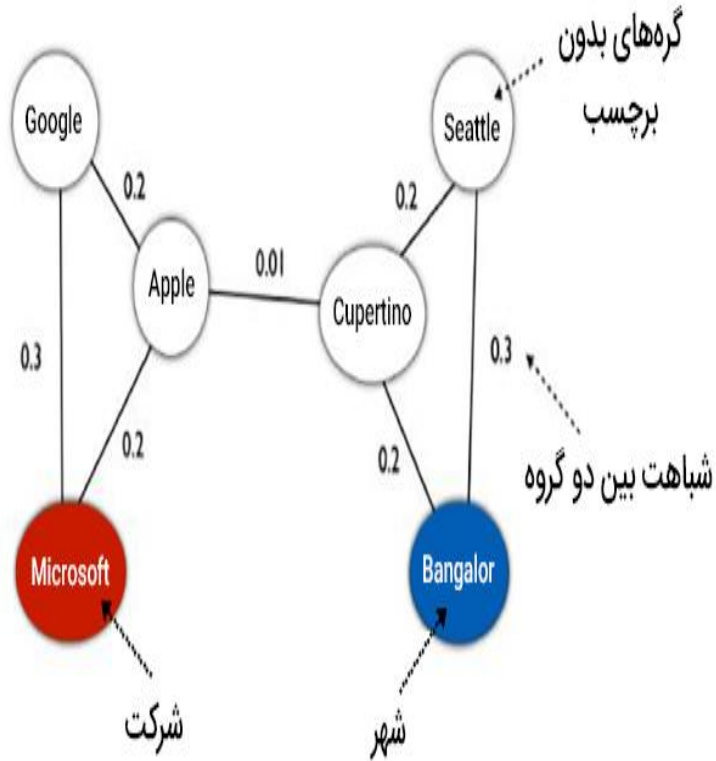 گره‌های بدون
برچسب
Google
Seattle
0.2
0.2
Apple
0.01
Cupertino
0.3
0.3
0.2
0.2
شباهت بین دو گروه
Microsoft
Bangalor
شرکت
شهر